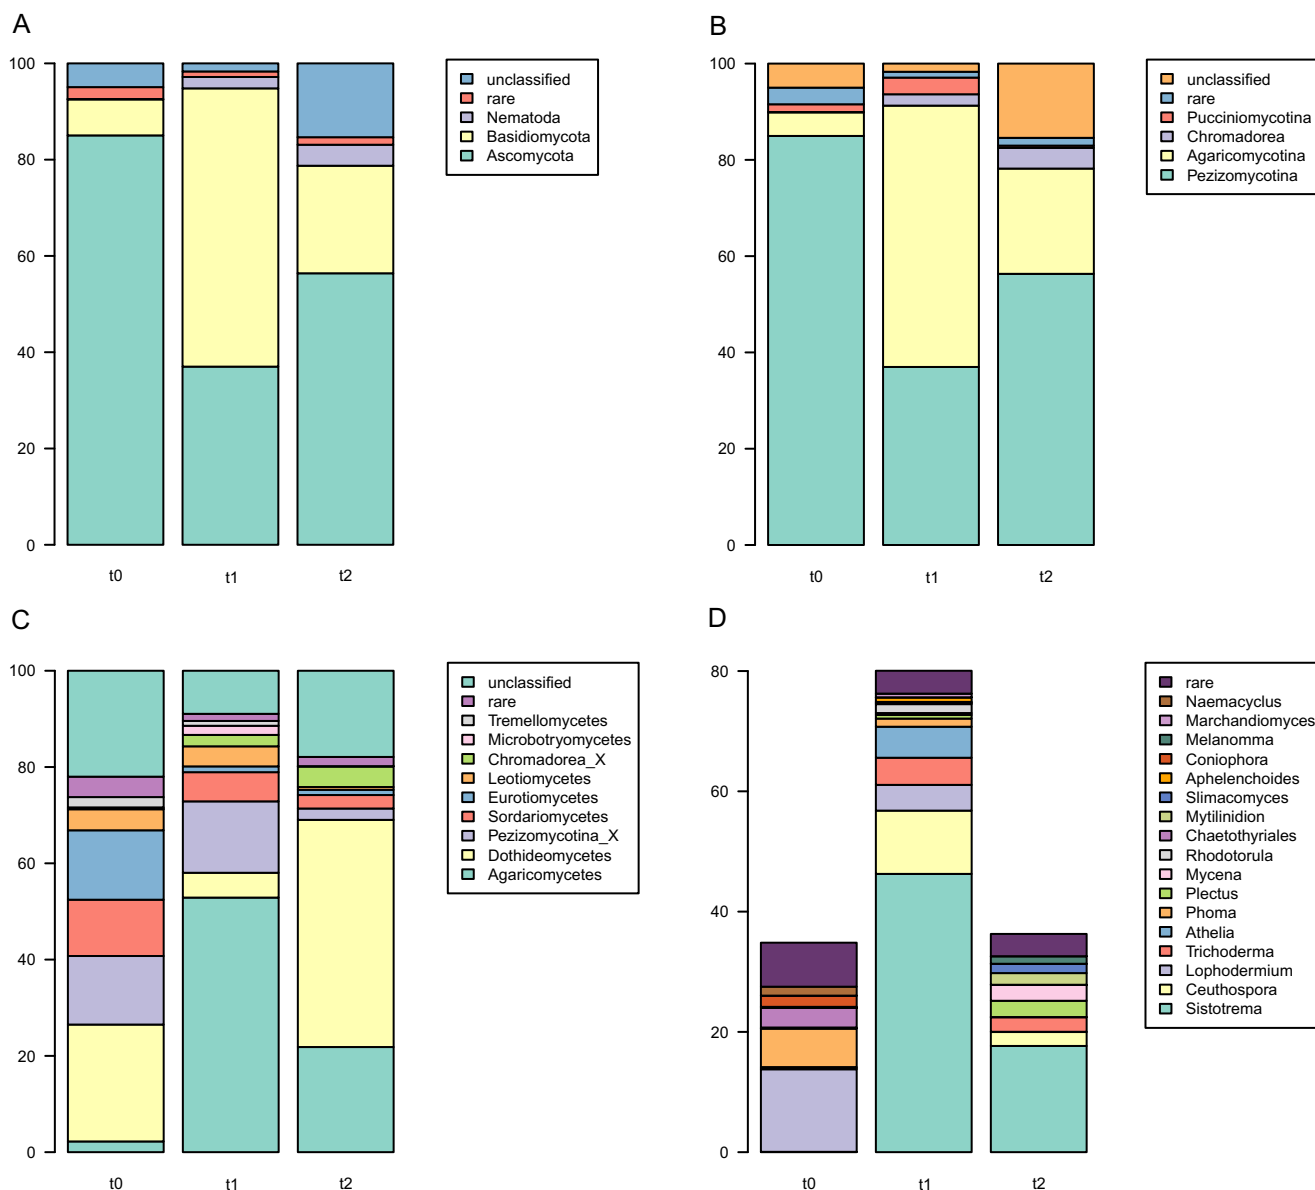 A
100
80
60
40
20
0
t0
t1
t2
unclassified
rare
Nematoda
Basidiomycota
Ascomycota
B
100
80
60
40
20
0
t0
t1
t2
unclassified
rare
Pucciniomycotina
Chromadorea
Agaricomycotina
Pezizomycotina
C
100
80
60
40
20
0
t0
t1
t2
unclassified
rare
Tremellomycetes
Microbotryomycetes
Chromadorea_X
Leotiomycetes
Eurotiomycetes
Sordariomycetes
Pezizomycotina_X
Dothideomycetes
Agaricomycetes
D
80
60
40
20
0
t0
t1
t2
rare
Naemacyclus
Marchandiomyces
Melanomma
Coniophora
Aphelenchoides
Slimacomyces
Mytilinidion
Chaetothyriales
Rhodotorula
Mycena
Plectus
Phoma
Athelia
Trichoderma
Lophodermium
Ceuthospora
Sistotrema